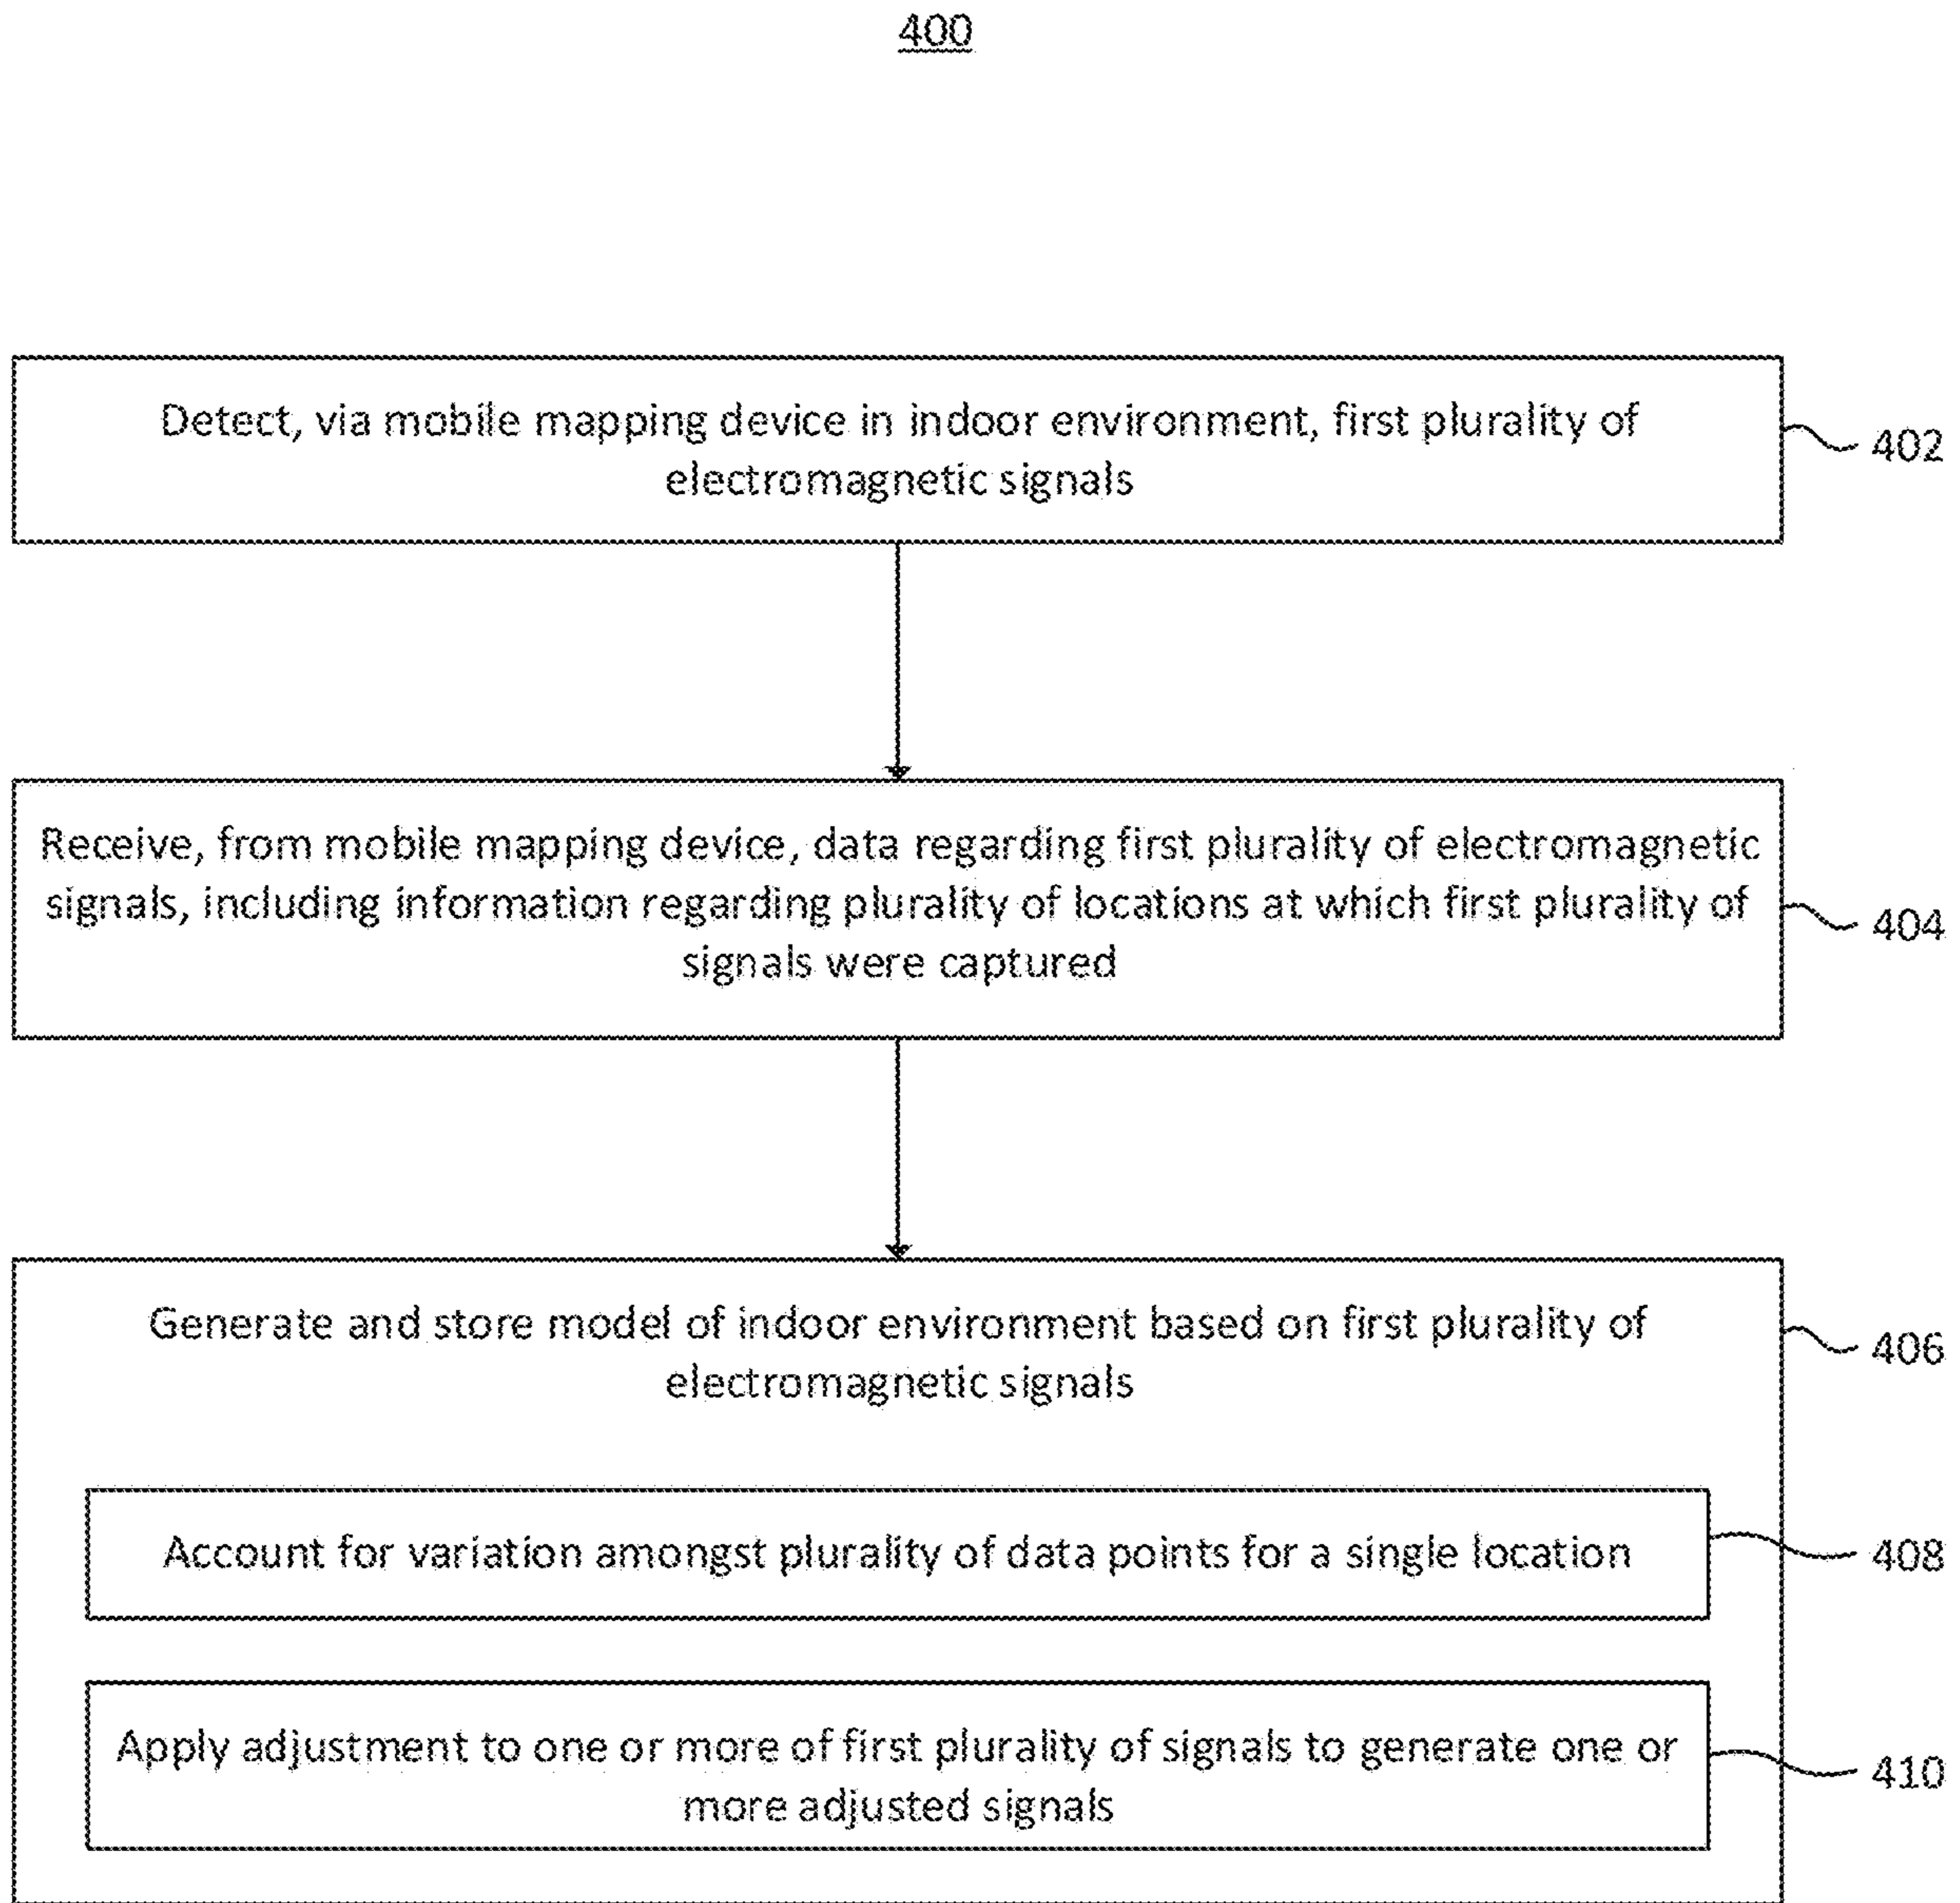 400
Detect, via mobile mapping device in indoor environment, first plurality of
electromagnetic signals
402
Receive, from mobile mapping device, data regarding first plurality of electromagnetic
signals, including information regarding plurality of locations at which first plurality of
signals were captured
404
Generate and store model of indoor environment based on first plurality of
electromagnetic signals
406
Account for variation amongst plurality of data points for a single location
408
Apply adjustment to one or more of first plurality of signals to generate one or
more adjusted signals
410